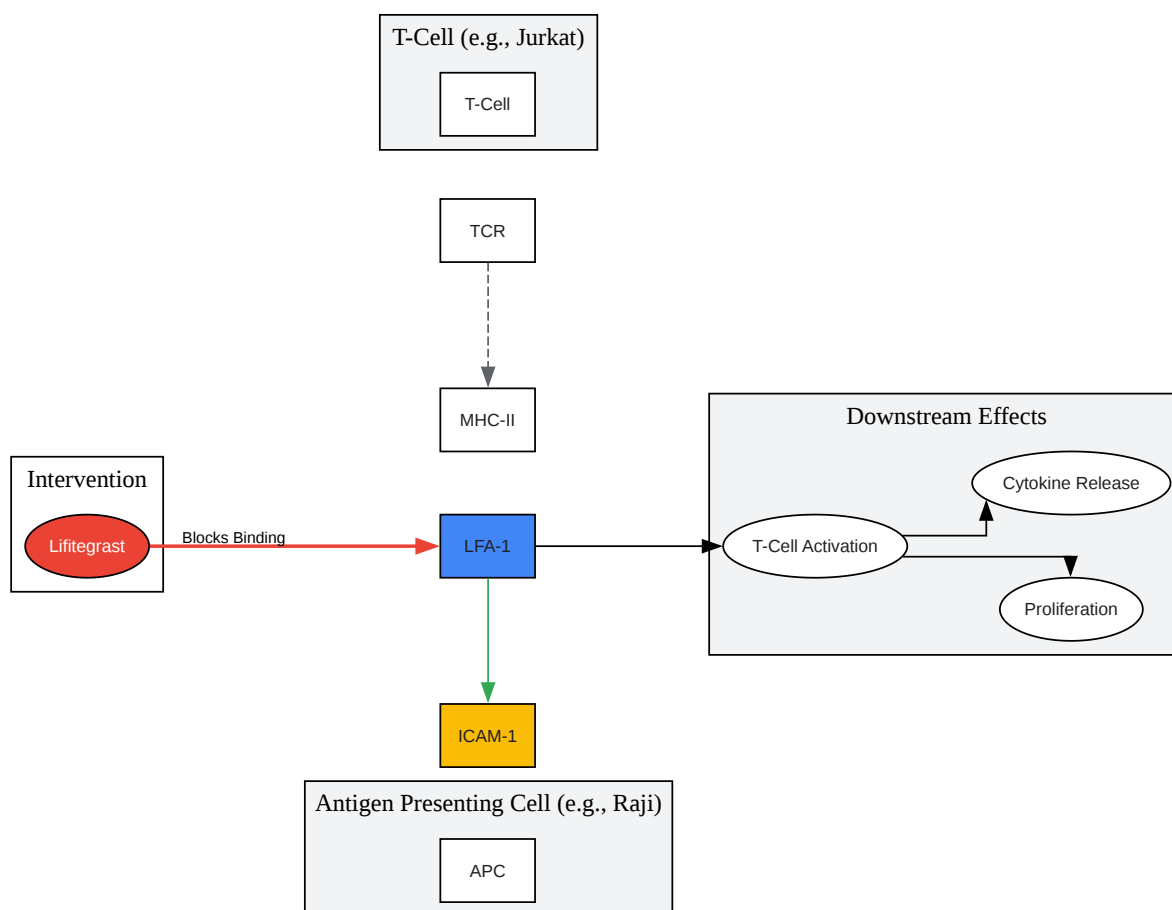 T-Cell (e.g., Jurkat)
T-Cell
TCR
MHC-II
Downstream Effects
Cytokine Release
Intervention
Lifitegrast
Blocks Binding
LFA-1
T-Cell Activation
Proliferation
ICAM-1
Antigen Presenting Cell (e.g., Raji)
APC